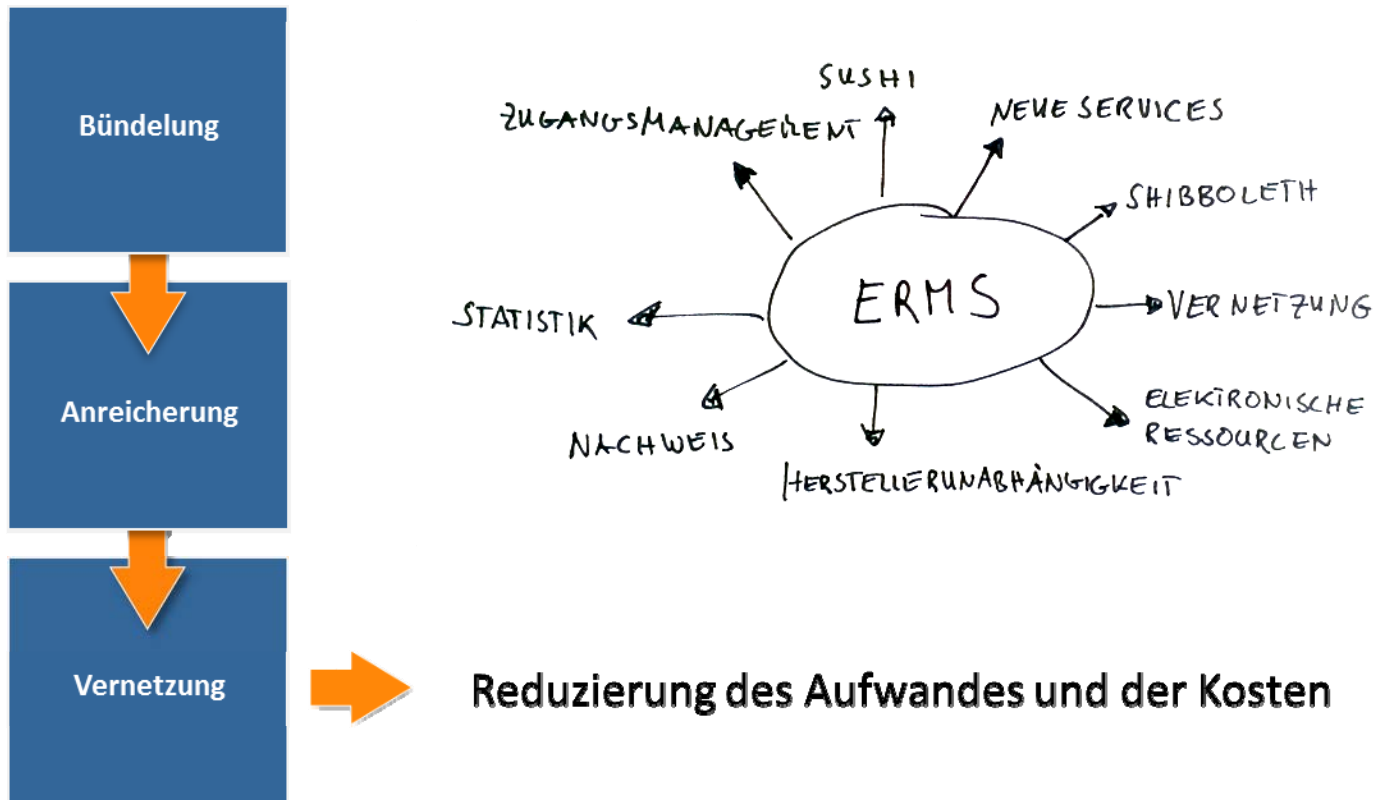 Bündelung
Anreicherung
Vernetzung
SUSHI
ZUGANGSMANAGEMENT
NEUE SERVICES
SHIBBOLETH
ERMS
VERNETZUNG
STATISTIK
ELEKTRONISCHE
RESSOURCEN
NACHWEIS
HERSTELLERUNABHÄNGIGKEIT
Reduzierung des Aufwandes und der Kosten